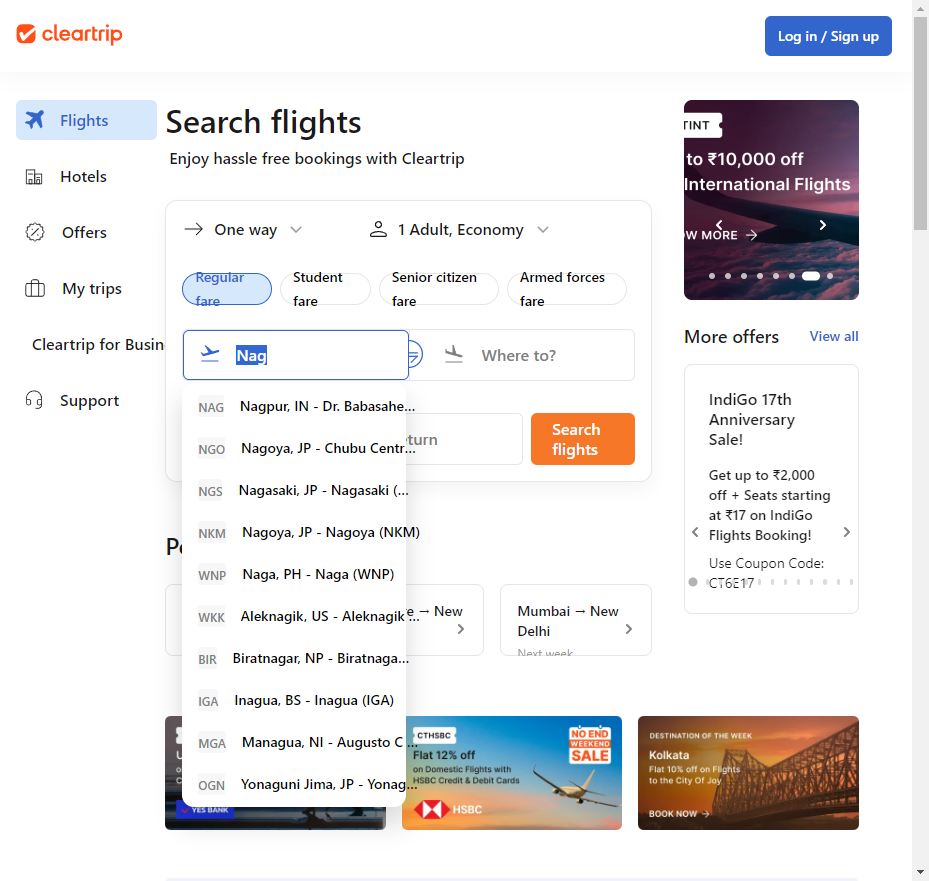 cleartrip
Log in / Sign up
Flights
Hotels
Offers
My trips
Cleartrip for Busin
Support
Search flights
Enjoy hassle free bookings with Cleartrip
One way
1 Adult, Economy
Regular
fare
Student
fare
Senior citizen
fare
Armed forces
fare
Nag
Where to?
Search
flights
NAG Nagpur, IN - Dr. Babasahe...
NGO Nagoya, JP - Chubu Centr...
NGS Nagasaki, JP - Nagasaki (...
NKM Nagoya, JP - Nagoya (NKM)
WNP Naga, PH - Naga (WNP)
WKK Aleknagik, US - Aleknagik ...
BIR Biratnagar, NP - Biratnaga...
IGA Inagua, BS - Inagua (IGA)
MGA Managua, NI - Augusto C ...
OGN Yonaguni Jima, JP - Yonag...
→ New
Mumbai → New
Delhi
Next week
YES BANK
CTHSBC
Flat 12% off
on Domestic Flights with
HSBC Credit & Debit Cards
HSBC
NO END
WEEKEND
SALE
DESTINATION OF THE WEEK
Kolkata
Flat 10% off on Flights
to the City Of Joy
BOOK NOW
TINT
to ₹10,000 off
International Flights
OW MORE
More offers
View all
IndiGo 17th
Anniversary
Sale!
Get up to ₹2,000
off + Seats starting
at ₹17 on IndiGo
Flights Booking!
Use Coupon Code:
CT6E17